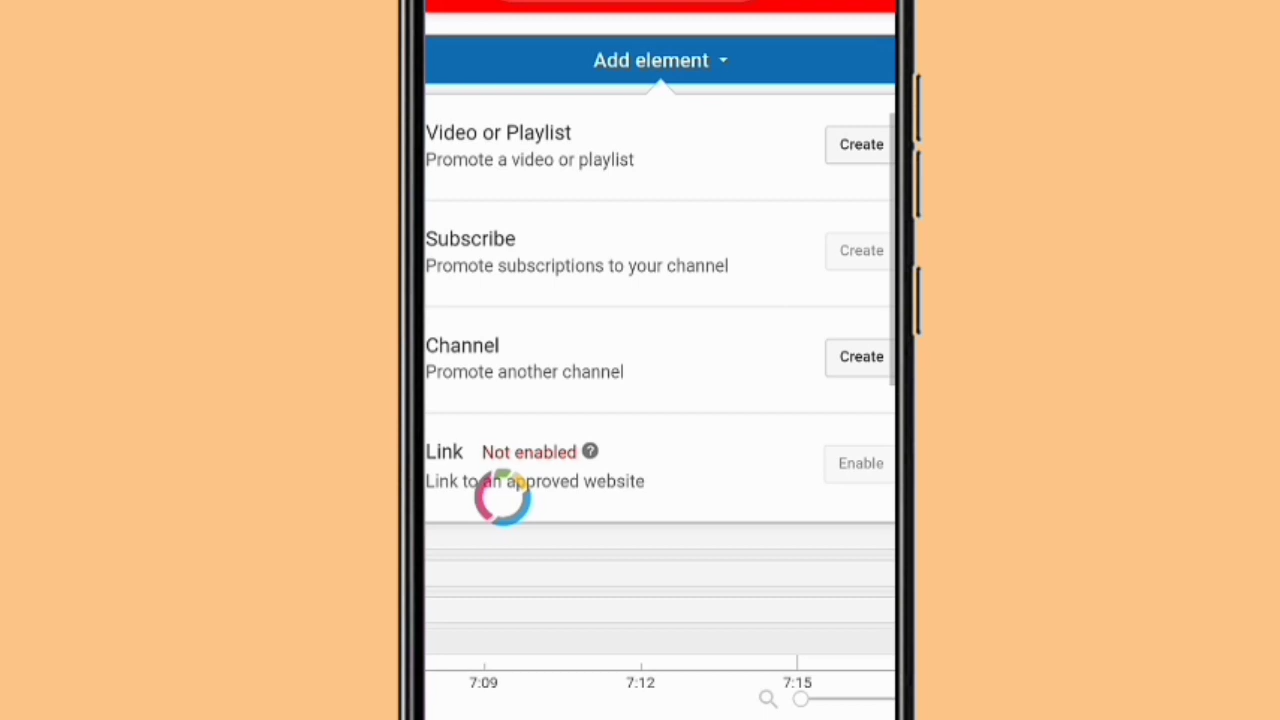 Add element
Video or Playlist
Promote a video or playlist
Create
Subscribe
Promote subscriptions to your channel
Create
Channel
Promote another channel
Create
Link Not enabled ?
Link to an approved website
Enable
7:09 7:12 7:15